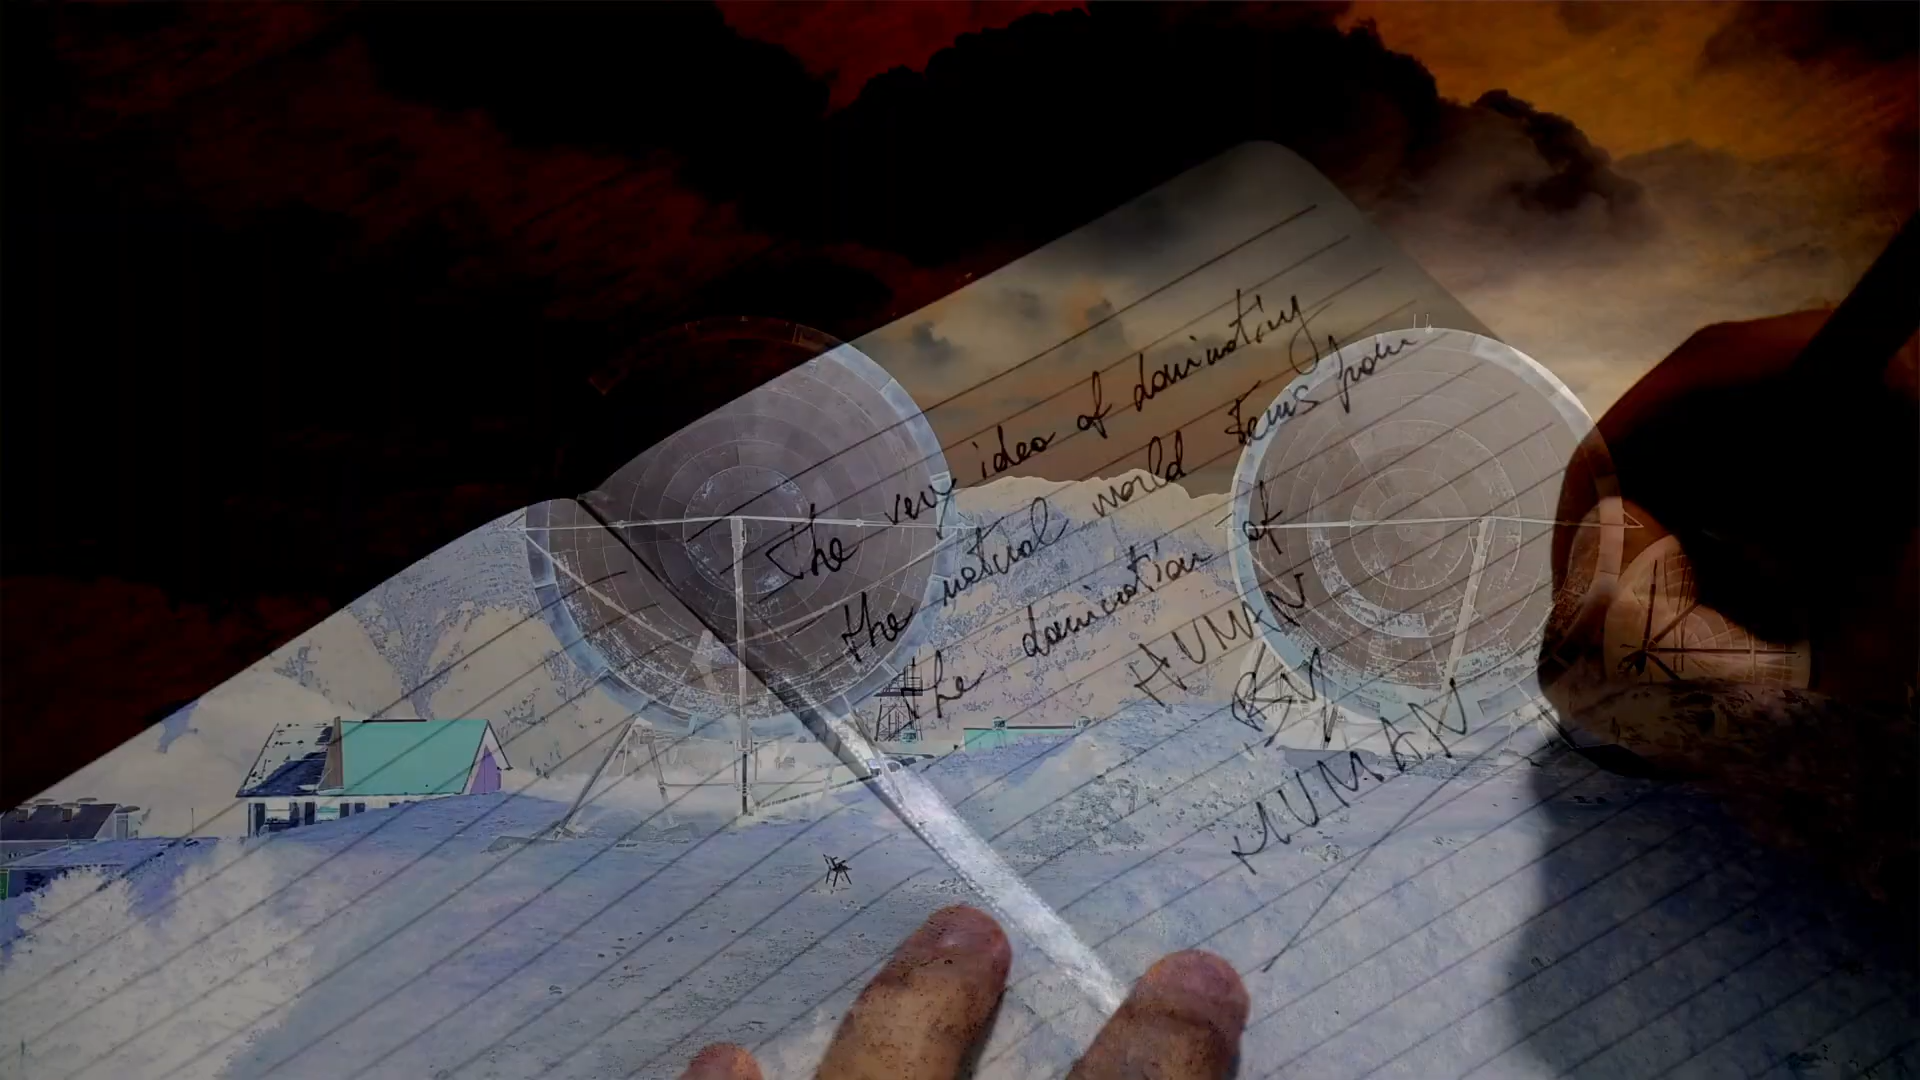 The very idea of dominating
the natural world stems from
the domination of
HUMAN
BY
HUMAN